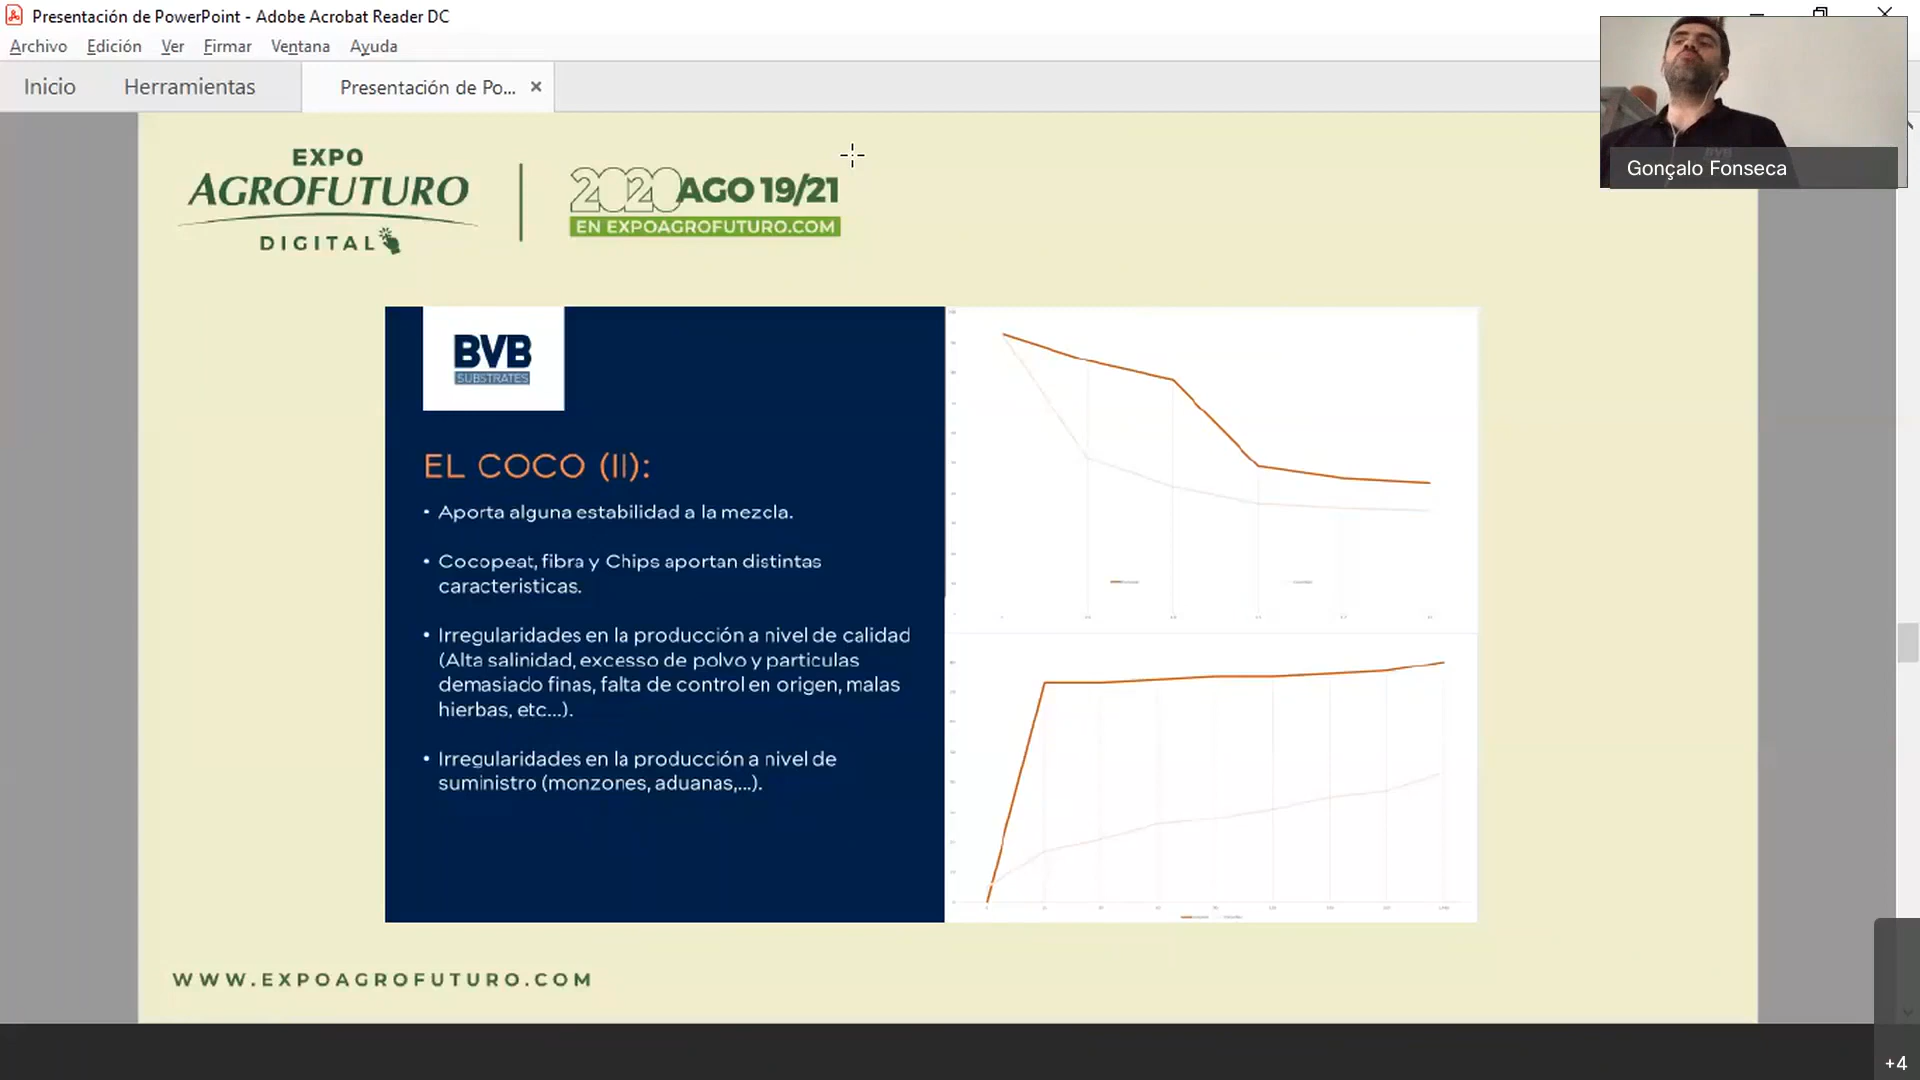 Presentación de PowerPoint - Adobe Acrobat Reader DC
Archivo Edición Ver Firmar Ventana Ayuda
Inicio Herramientas Presentación de Po... ×
Gonçalo Fonseca
EXPO
AGROFUTURO
DIGITAL
2020 AGO 19/21
EN EXPOAGROFUTURO.COM
BVB
SUBSTRATES
EL COCO (II):
• Aporta alguna estabilidad a la mezcla.
• Cocopeat, fibra y Chips aportan distintas
caracteristicas.
• Irregularidades en la producción a nivel de calidad
(Alta salinidad, excesso de polvo y particulas
demasiado finas, falta de control en origen, malas
hierbas, etc...).
• Irregularidades en la producción a nivel de
suministro (monzones, aduanas,...).
WWW.EXPOAGROFUTURO.COM
+4